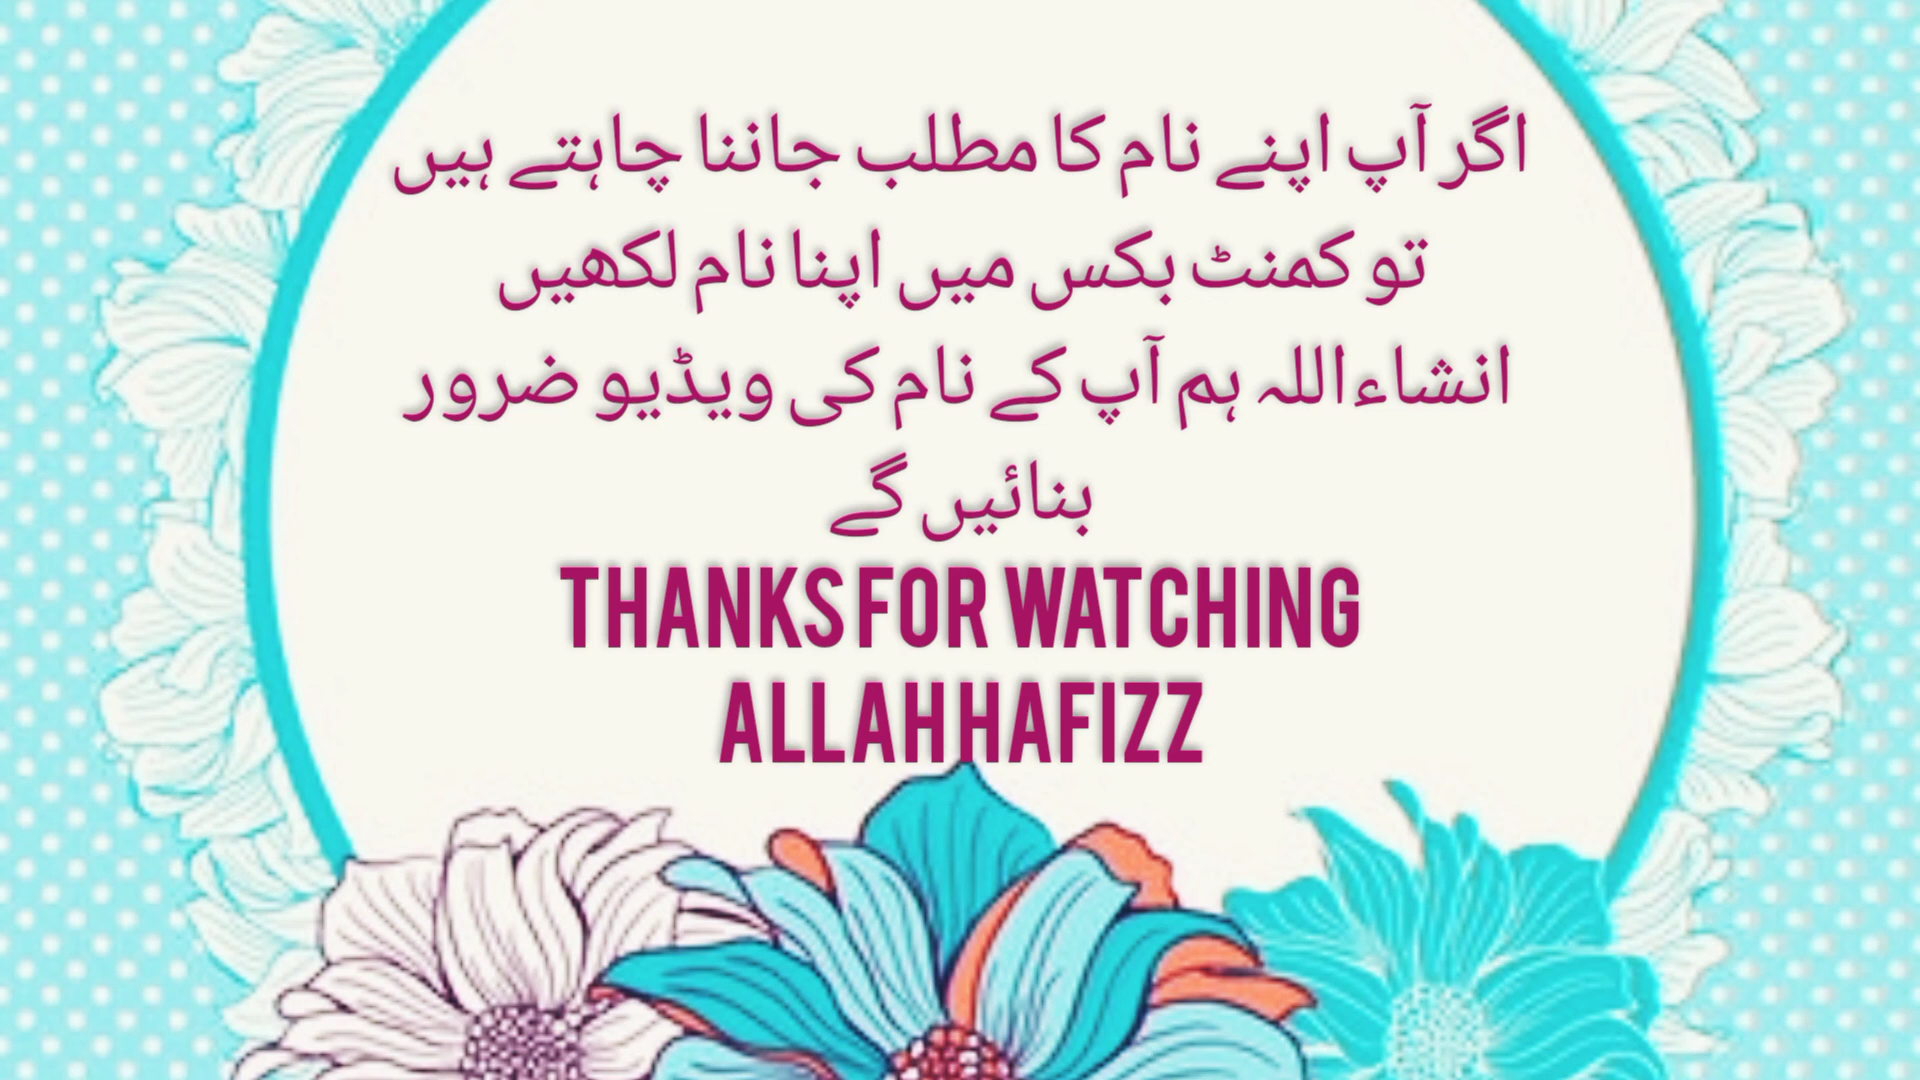 اگر آپ اپنے نام کا مطلب جاننا چاہتے ہیں
تو کمنٹ بکس میں اپنا نام لکھیں
انشاءاللہ ہم آپ کے نام کی ویڈیو ضرور
بنائیں گے
THANKS FOR WATCHING
ALLAH HAFIZZ